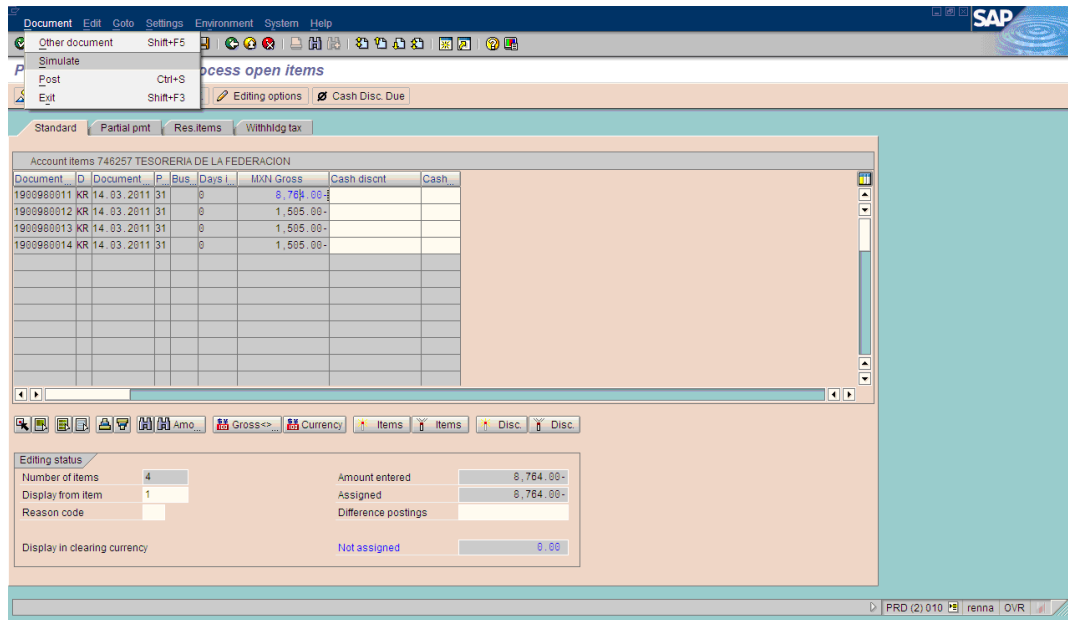 Document Edit Goto Settings Environment System Help
SAP
Other document Shift+F5
Simulate
Post Ctrl+S
Exit Shift+F3
P ocess open items
Editing options Cash Disc. Due
Standard Partial pmt Res.items Withhldg tax
Account items 746257 TESORERIA DE LA FEDERACION
Document... D Document... P.. Bus... Days i... MXN Gross Cash discnt Cash...
1900980011 KR 14.03.2011 31 0 8,764.00-
1900980012 KR 14.03.2011 31 0 1,505.00-
1900980013 KR 14.03.2011 31 0 1,505.00-
1900980014 KR 14.03.2011 31 0 1,505.00-
Amo... Gross<>... Currency Items Items Disc. Disc.
Editing status
Number of items 4 Amount entered 8,764.00-
Display from item 1 Assigned 8,764.00-
Reason code Difference postings
Display in clearing currency Not assigned 0.00
PRD (2) 010 renna OVR